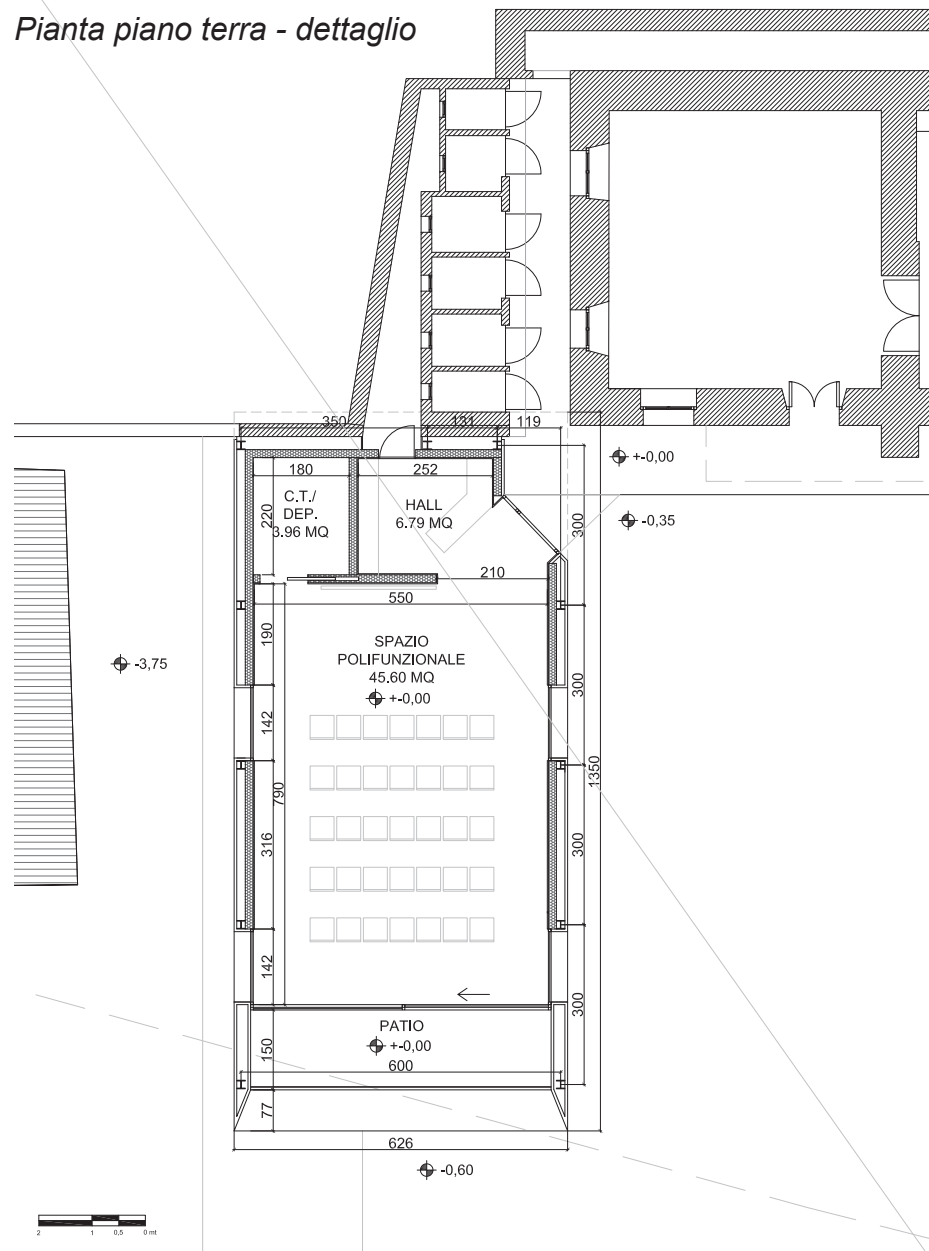 Pianta piano terra - dettaglio
350
131
119
+-0,00
180
252
C.T./
DEP.
3.96 MQ
HALL
6.79 MQ
220
-0,35
300
210
550
190
SPAZIO
POLIFUNZIONALE
45.60 MQ
+-0,00
-3,75
300
142
790
1350
316
300
142
300
PATIO
+-0,00
150
600
77
626
-0,60
2
1
0,5
0 mt